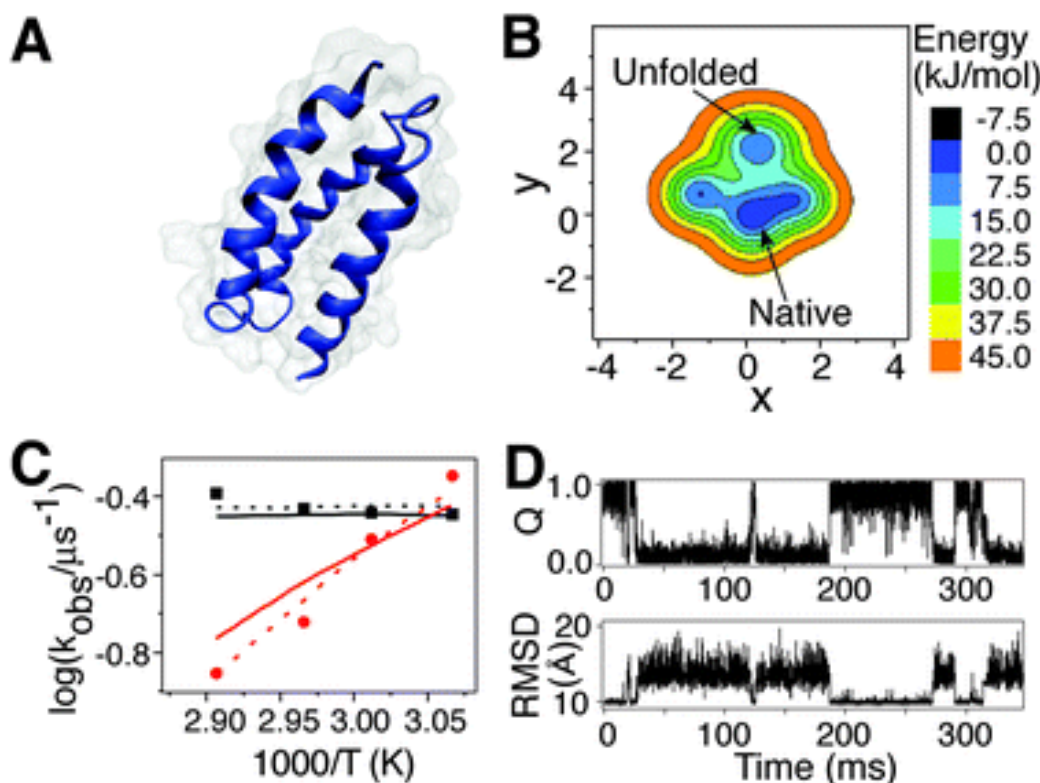 A
B
Energy
(kJ/mol)
Unfolded
Native
-7.5
0.0
7.5
15.0
22.5
30.0
37.5
45.0
y
4
2
0
-2
-4 -2 0 2 4
x
C
log(k_obs/μs⁻¹)
-0.4
-0.6
-0.8
2.90 2.95 3.00 3.05
1000/T (K)
D
Q
1.0
0.0
0 100 200 300
RMSD
(Å)
20
10
0 100 200 300
Time (ms)